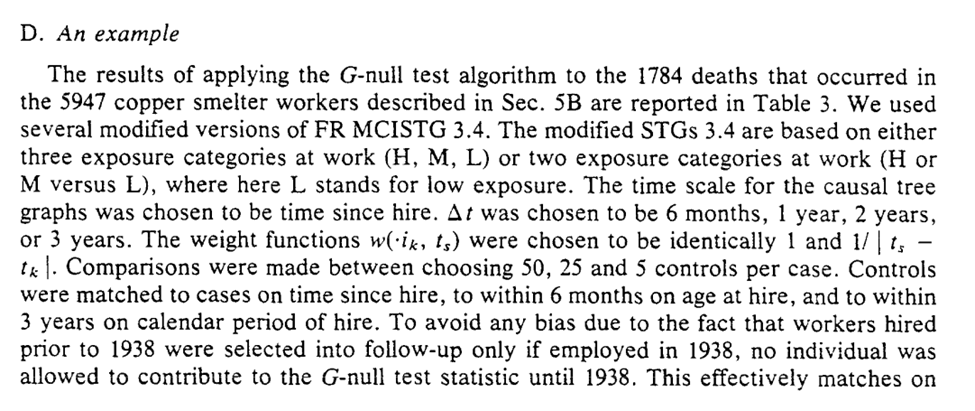 D. An example
The results of applying the G-null test algorithm to the 1784 deaths that occurred in
the 5947 copper smelter workers described in Sec. 5B are reported in Table 3. We used
several modified versions of FR MCISTG 3.4. The modified STGs 3.4 are based on either
three exposure categories at work (H, M, L) or two exposure categories at work (H or
M versus L), where here L stands for low exposure. The time scale for the causal tree
graphs was chosen to be time since hire. Δt was chosen to be 6 months, 1 year, 2 years,
or 3 years. The weight functions w(·iₖ, tₛ) were chosen to be identically 1 and 1/ | tₛ −
tₖ |. Comparisons were made between choosing 50, 25 and 5 controls per case. Controls
were matched to cases on time since hire, to within 6 months on age at hire, and to within
3 years on calendar period of hire. To avoid any bias due to the fact that workers hired
prior to 1938 were selected into follow-up only if employed in 1938, no individual was
allowed to contribute to the G-null test statistic until 1938. This effectively matches on